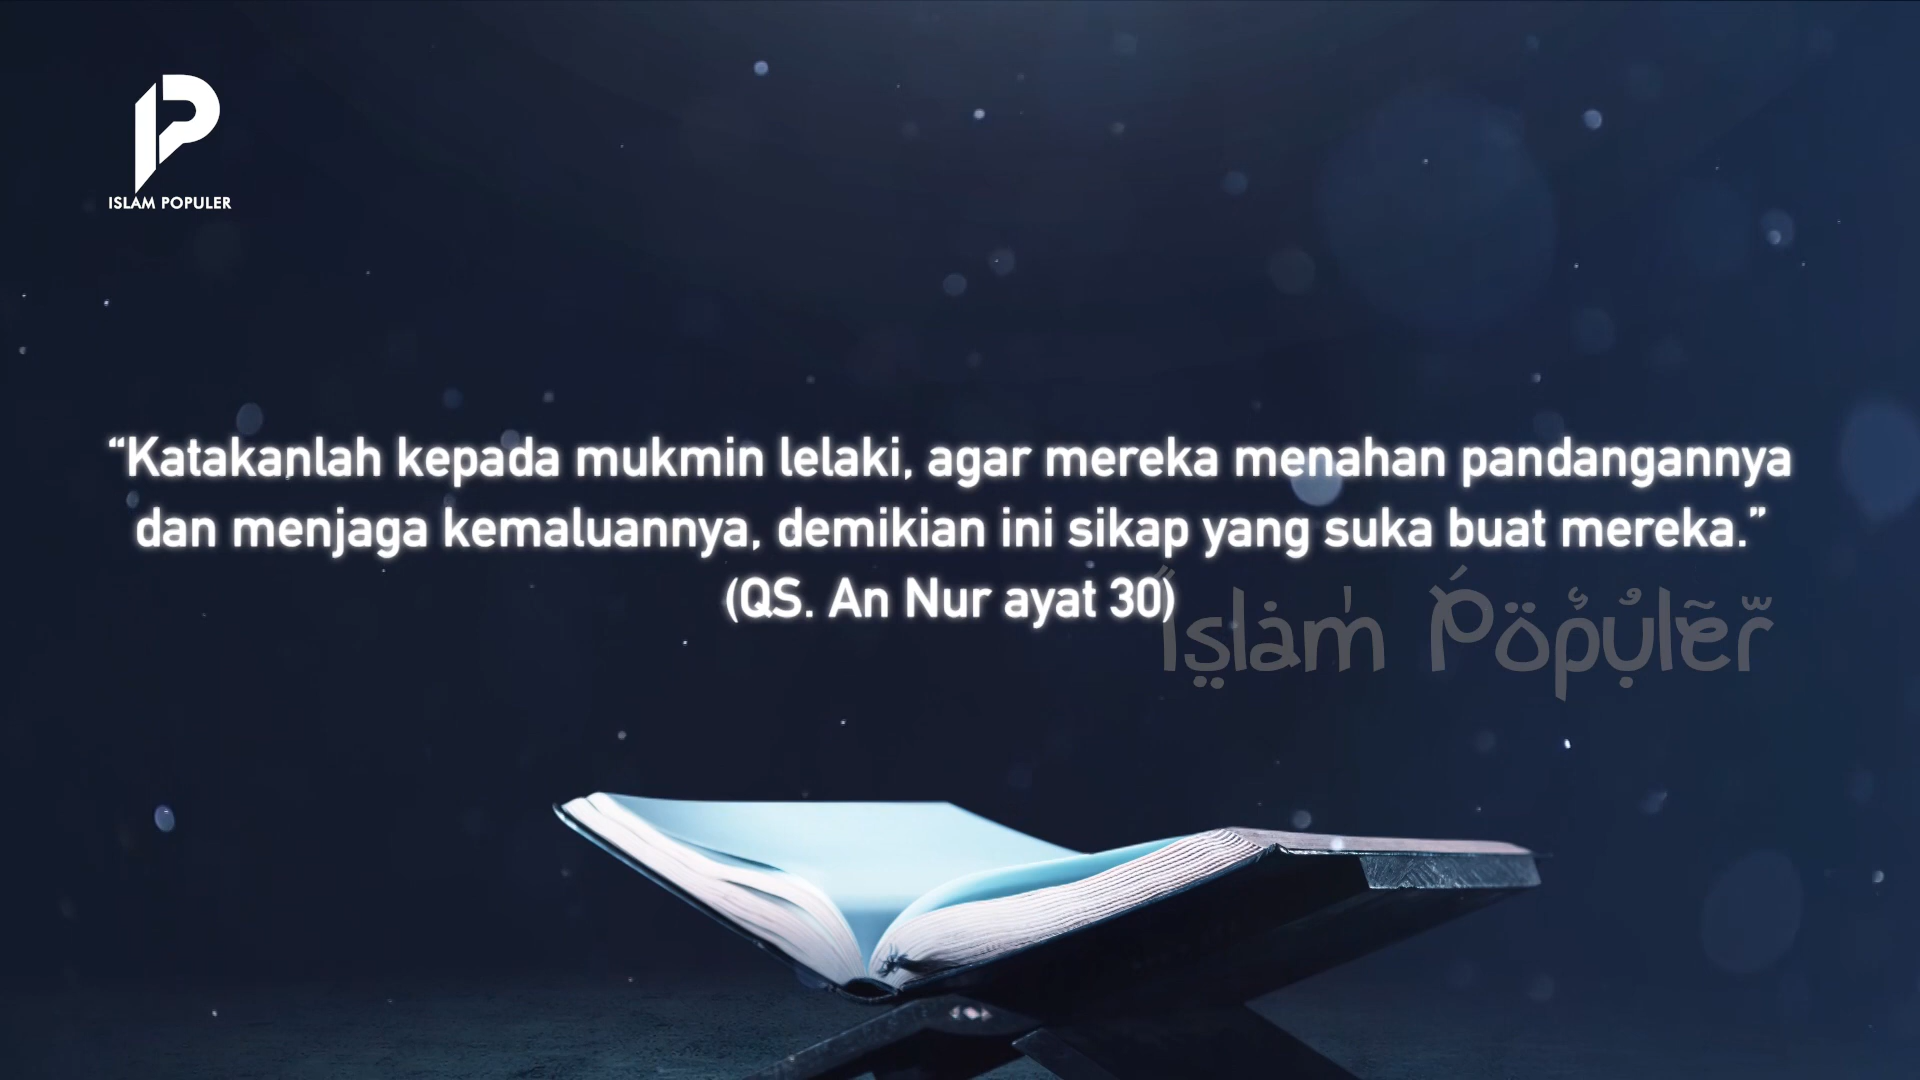 ISLAM POPULER
“Katakanlah kepada mukmin lelaki, agar mereka menahan pandangannya
dan menjaga kemaluannya, demikian ini sikap yang suka buat mereka.”
(QS. An Nur ayat 30)
Islam Populer